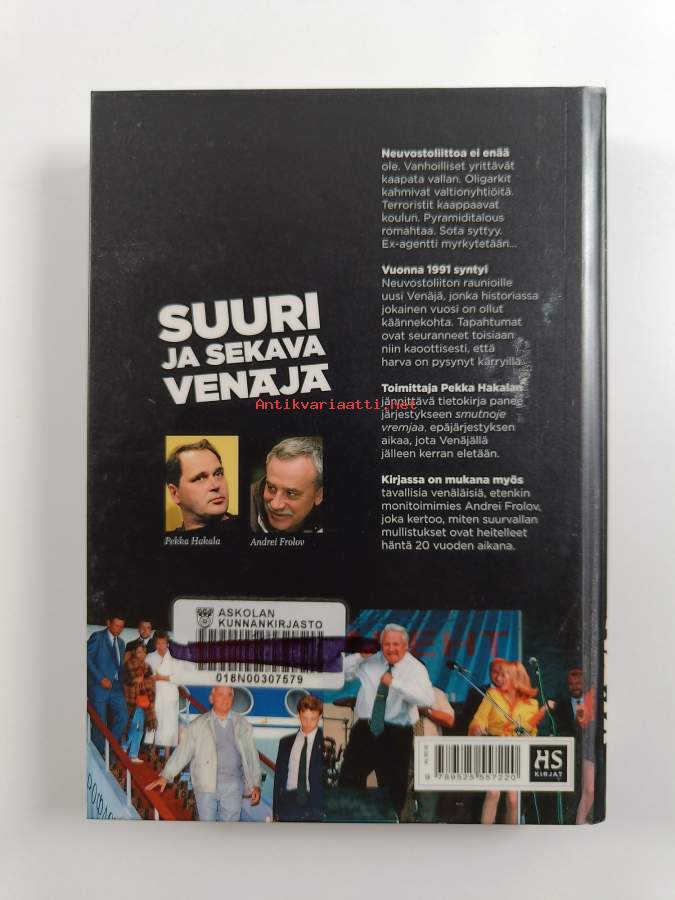 Neuvostoliittoa ei enää
ole. Vanhoilliset yrittävät
kaapata vallan. Oligarkit
kahmivat valtionyhtiöitä.
Terroristit kaappaavat
koulun. Pyramiditalous
romahtaa. Sota syttyy.
Ex-agentti myrkytetään...
Vuonna 1991 syntyi
Neuvostoliiton raunioille
uusi Venäjä, jonka historiassa
jokainen vuosi on ollut
käännekohta. Tapahtumat
ovat seuranneet toisiaan
niin kaoottisesti, että
harva on pysynyt kärryillä.
Toimittaja Pekka Hakalan
jännittävä tietokirja panee
järjestykseen smutnoje
vremjaa, epäjärjestyksen
aikaa, jota Venäjällä
jälleen kerran eletään.
Kirjassa on mukana myös
tavallisia venäläisiä, etenkin
monitoimimies Andrei Frolov,
joka kertoo, miten suurvallan
mullistukset ovat heitelleet
häntä 20 vuoden aikana.
SUURI
JA SEKAVA
VENÄJÄ
Antikvariaatti.net
Pekka Hakala
Andrei Frolov
ASKOLAN
KUNNANKIRJASTO
018N00307579
9 789525 557220
HS
KIRJAT